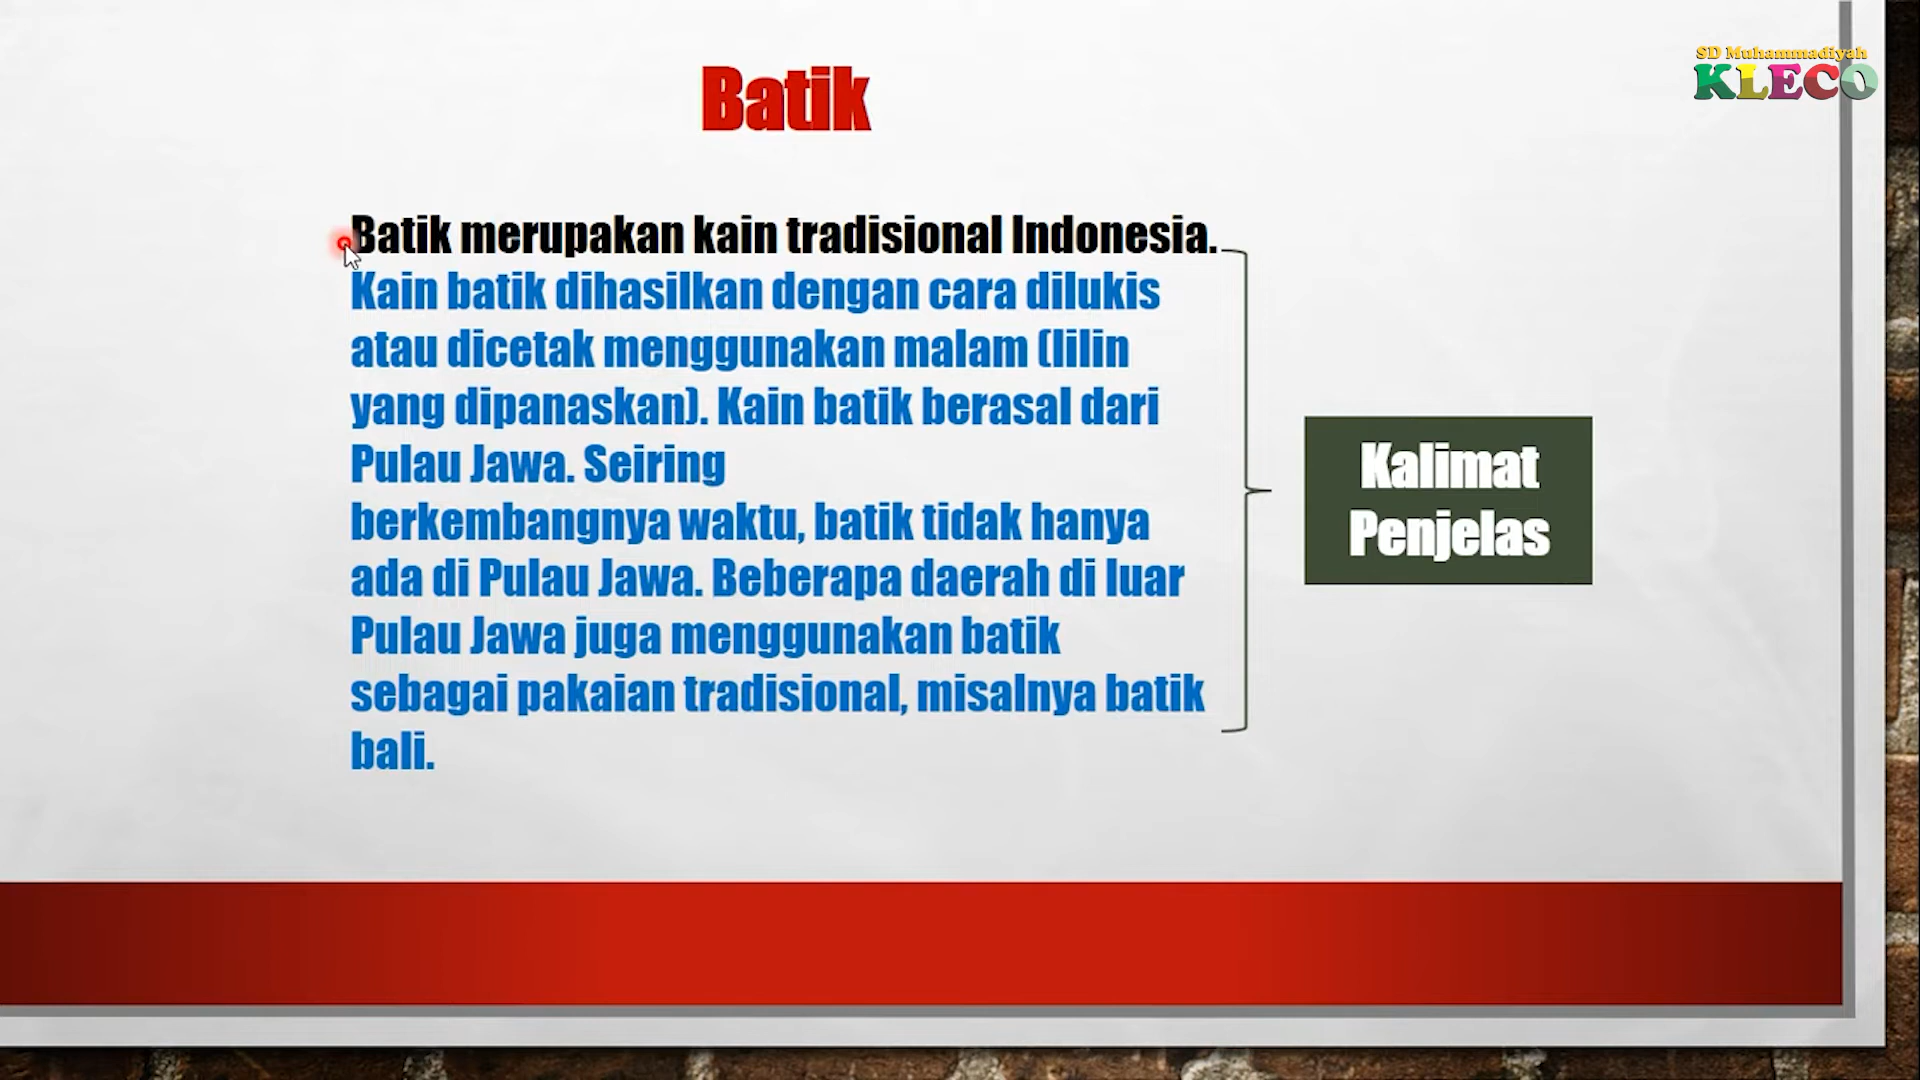 SD Muhammadiyah
KLECO
Batik
Batik merupakan kain tradisional Indonesia.
Kain batik dihasilkan dengan cara dilukis
atau dicetak menggunakan malam (lilin
yang dipanaskan). Kain batik berasal dari
Pulau Jawa. Seiring
berkembangnya waktu, batik tidak hanya
ada di Pulau Jawa. Beberapa daerah di luar
Pulau Jawa juga menggunakan batik
sebagai pakaian tradisional, misalnya batik
bali.
Kalimat
Penjelas